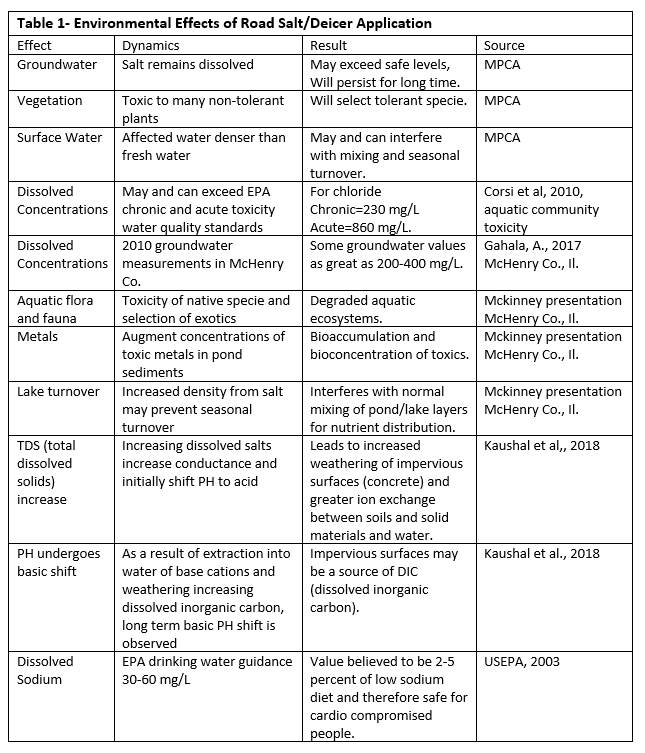 Table 1- Environmental Effects of Road Salt/Deicer Application
Effect Dynamics Result Source
Groundwater Salt remains dissolved May exceed safe levels, MPCA
Will persist for long time.
Vegetation Toxic to many non-tolerant Will select tolerant specie. MPCA
plants
Surface Water Affected water denser than May and can interfere MPCA
fresh water with mixing and seasonal
turnover.
Dissolved May and can exceed EPA For chloride Corsi et al, 2010,
Concentrations chronic and acute toxicity Chronic=230 mg/L aquatic community
water quality standards Acute=860 mg/L. toxicity
Dissolved 2010 groundwater Some groundwater values Gahala, A., 2017
Concentrations measurements in McHenry as great as 200-400 mg/L. McHenry Co., Il.
Co.
Aquatic flora Toxicity of native specie and Degraded aquatic Mckinney presentation
and fauna selection of exotics ecosystems. McHenry Co., Il.
Metals Augment concentrations of Bioaccumulation and Mckinney presentation
toxic metals in pond bioconcentration of toxics. McHenry Co., Il.
sediments
Lake turnover Increased density from salt Interferes with normal Mckinney presentation
may prevent seasonal mixing of pond/lake layers McHenry Co., Il.
turnover for nutrient distribution.
TDS (total Increasing dissolved salts Leads to increased Kaushal et al,, 2018
dissolved increase conductance and weathering of impervious
solids) initially shift PH to acid surfaces (concrete) and
increase greater ion exchange
between soils and solid
materials and water.
PH undergoes As a result of extraction into Impervious surfaces may Kaushal et al., 2018
basic shift water of base cations and be a source of DIC
weathering increasing (dissolved inorganic
dissolved inorganic carbon, carbon).
long term basic PH shift is
observed
Dissolved EPA drinking water guidance Value believed to be 2-5 USEPA, 2003
Sodium 30-60 mg/L percent of low sodium
diet and therefore safe for
cardio compromised
people.